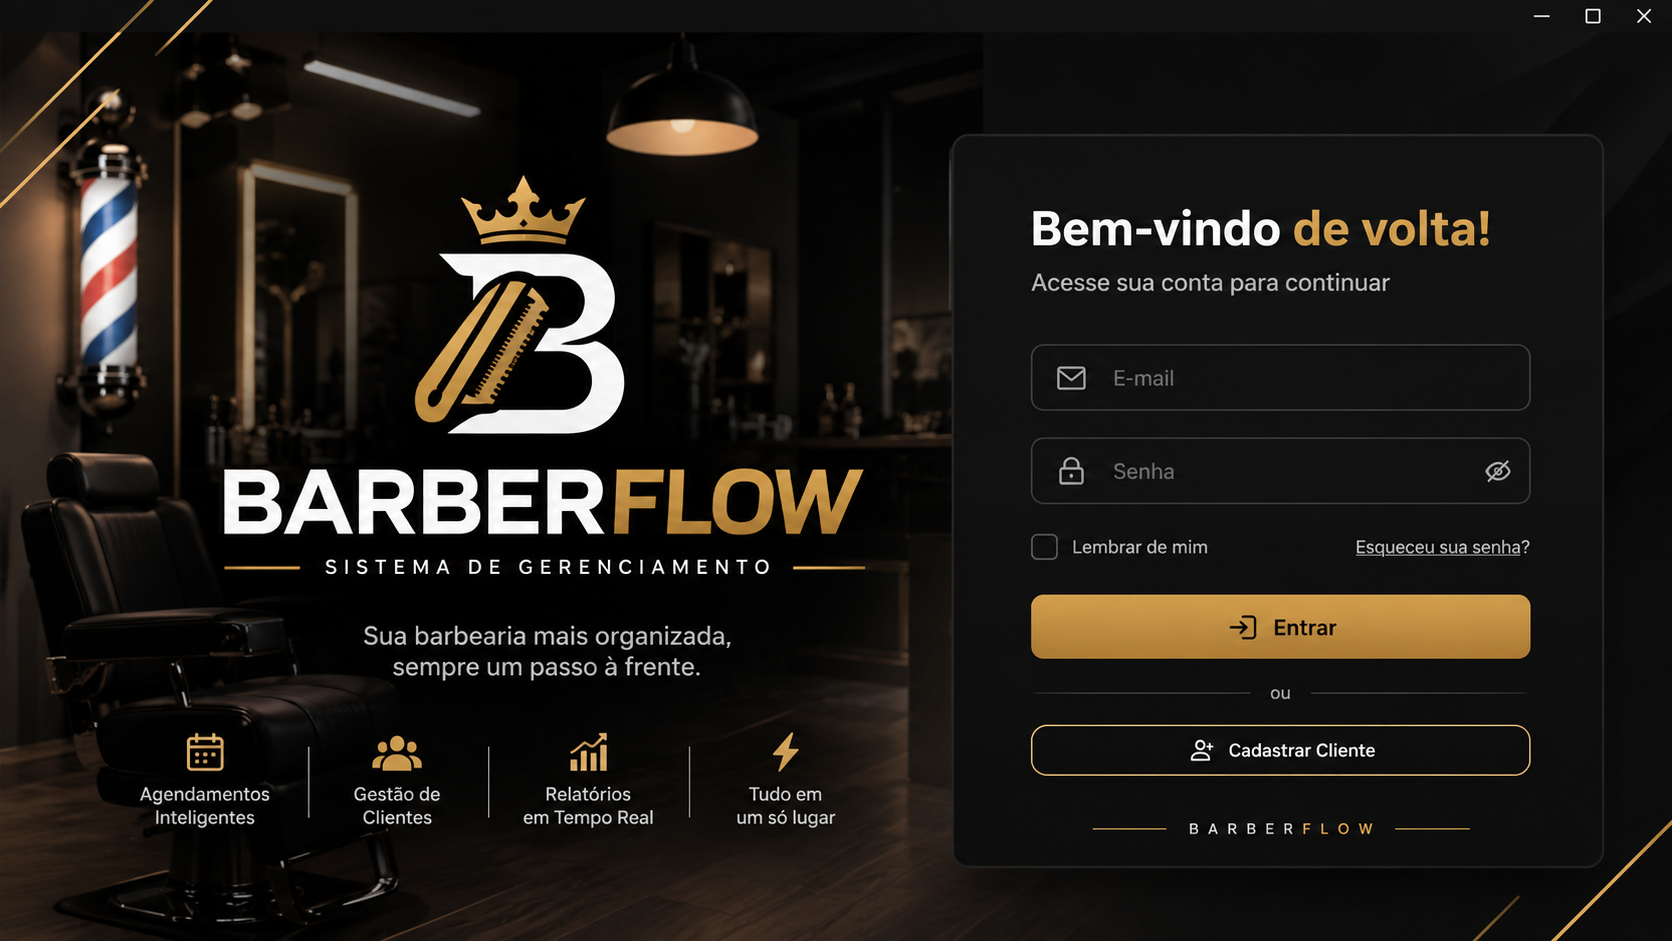 BARBERFLOW
SISTEMA DE GERENCIAMENTO
Sua barbearia mais organizada,
sempre um passo à frente.
Agendamentos
Inteligentes
Gestão de
Clientes
Relatórios
em Tempo Real
Tudo em
um só lugar
Bem-vindo de volta!
Acesse sua conta para continuar
E-mail
Senha
Lembrar de mim
Esqueceu sua senha?
Entrar
ou
Cadastrar Cliente
BARBERFLOW